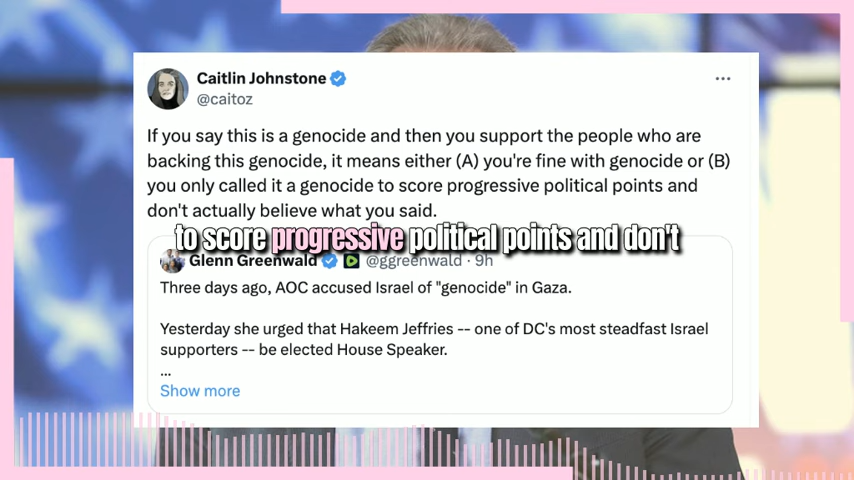 Caitlin Johnstone
@caitoz
If you say this is a genocide and then you support the people who are
backing this genocide, it means either (A) you're fine with genocide or (B)
you only called it a genocide to score progressive political points and
don't actually believe what you said.
to score progressive political points and don't
Glenn Greenwald @ggreenwald · 9h
Three days ago, AOC accused Israel of "genocide" in Gaza.
Yesterday she urged that Hakeem Jeffries -- one of DC's most steadfast Israel
supporters -- be elected House Speaker.
...
Show more